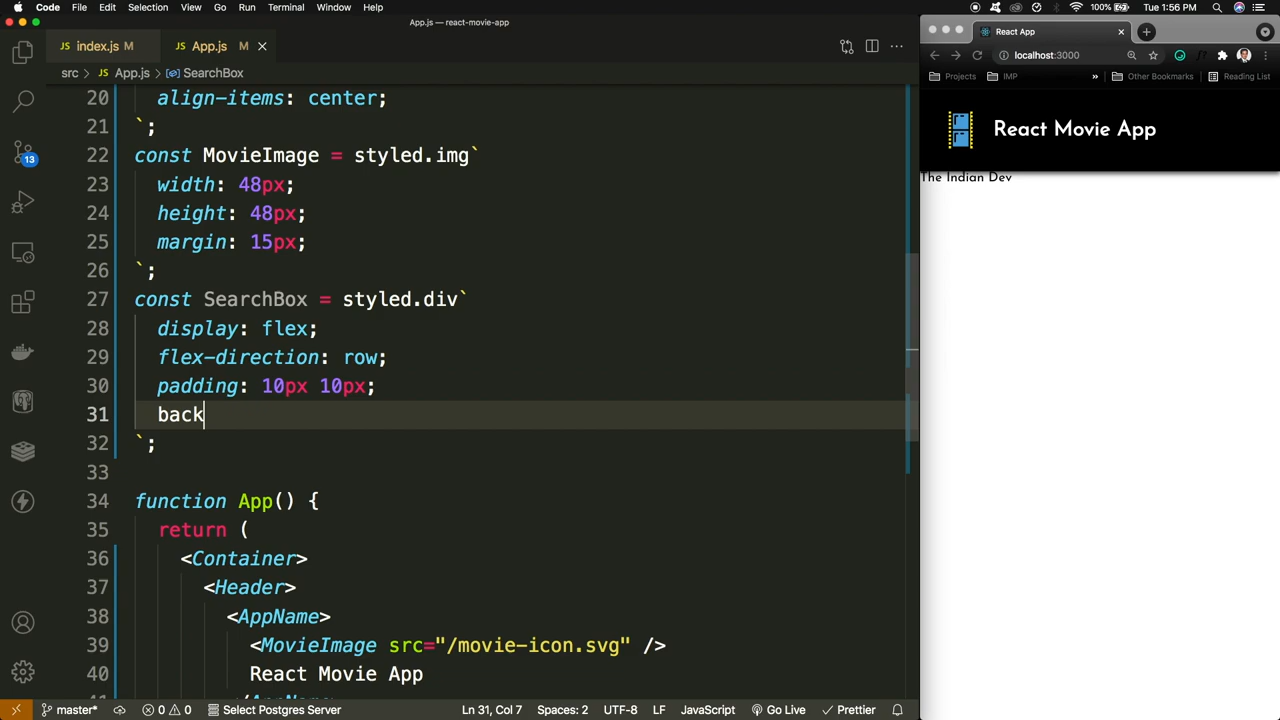 Code File Edit Selection View Go Run Terminal Window Help 100% Tue 1:56 PM
App.js — react-movie-app
React App
JS index.js M JS App.js M
localhost:3000
src > JS App.js > SearchBox
Projects IMP » Other Bookmarks Reading List
20 align-items: center;
21 `;
22 const MovieImage = styled.img`
23 width: 48px;
24 height: 48px;
25 margin: 15px;
26 `;
27 const SearchBox = styled.div`
28 display: flex;
29 flex-direction: row;
30 padding: 10px 10px;
31 back
32 `;
33
34 function App() {
35 return (
36 <Container>
37 <Header>
38 <AppName>
39 <MovieImage src="/movie-icon.svg" />
40 React Movie App
13
React Movie App
The Indian Dev
master* 0 0 Select Postgres Server Ln 31, Col 7 Spaces: 2 UTF-8 LF JavaScript Go Live Prettier